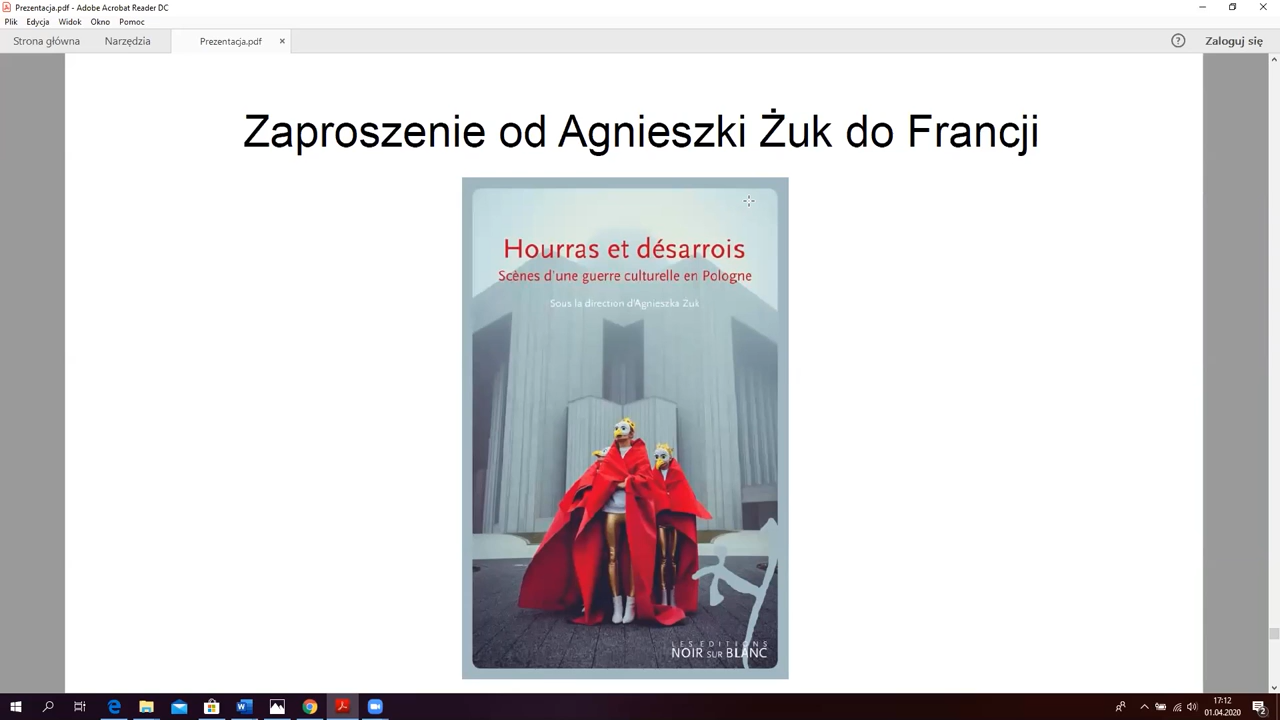 Prezentacja.pdf - Adobe Acrobat Reader DC
Plik Edycja Widok Okno Pomoc
Strona główna Narzędzia Prezentacja.pdf Zaloguj się
Zaproszenie od Agnieszki Żuk do Francji
Hourras et désarrois
Scènes d'une guerre culturelle en Pologne
Sous la direction d'Agnieszka Żuk
LES EDITIONS
NOIR SUR BLANC
17:12
01.04.2020
2